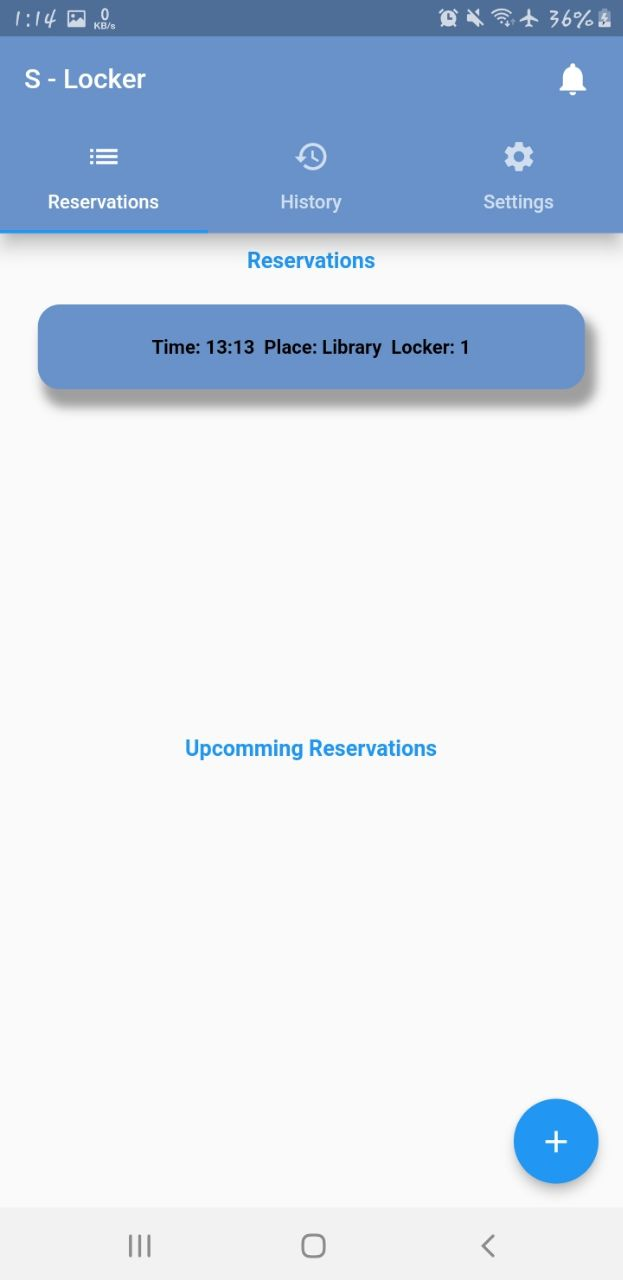 1:14 0 KB/s 36%
S - Locker
Reservations History Settings
Reservations
Time: 13:13 Place: Library Locker: 1
Upcomming Reservations